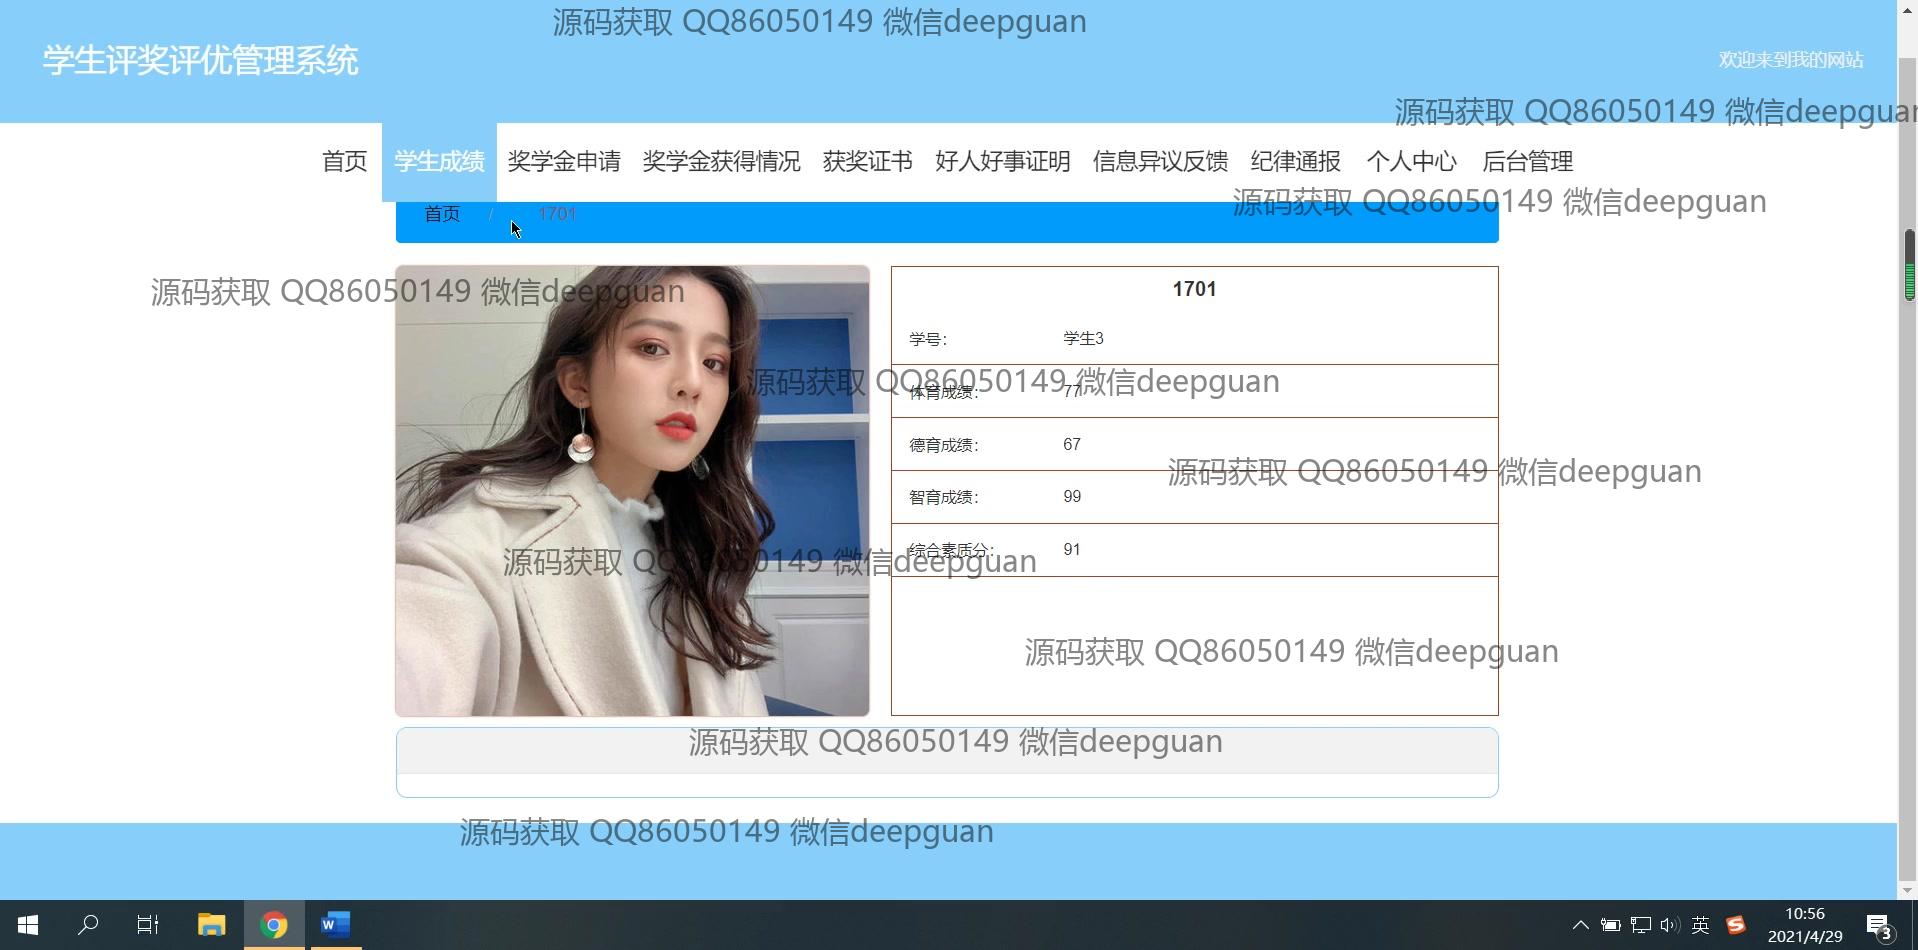 源码获取 QQ86050149 微信deepguan
学生评奖评优管理系统
欢迎来到我的网站
源码获取 QQ86050149 微信deepguan
首页 学生成绩 奖学金申请 奖学金获得情况 获奖证书 好人好事证明 信息异议反馈 纪律通报 个人中心 后台管理
源码获取 QQ86050149 微信deepguan
首页 / 1701
源码获取 QQ86050149 微信deepguan
1701
学号: 学生3
源码获取 QQ86050149 微信deepguan
体育成绩: 77
德育成绩: 67
源码获取 QQ86050149 微信deepguan
智育成绩: 99
综合素质分: 91
源码获取 QQ86050149 微信deepguan
源码获取 QQ86050149 微信deepguan
源码获取 QQ86050149 微信deepguan
源码获取 QQ86050149 微信deepguan
英
10:56
2021/4/29
3